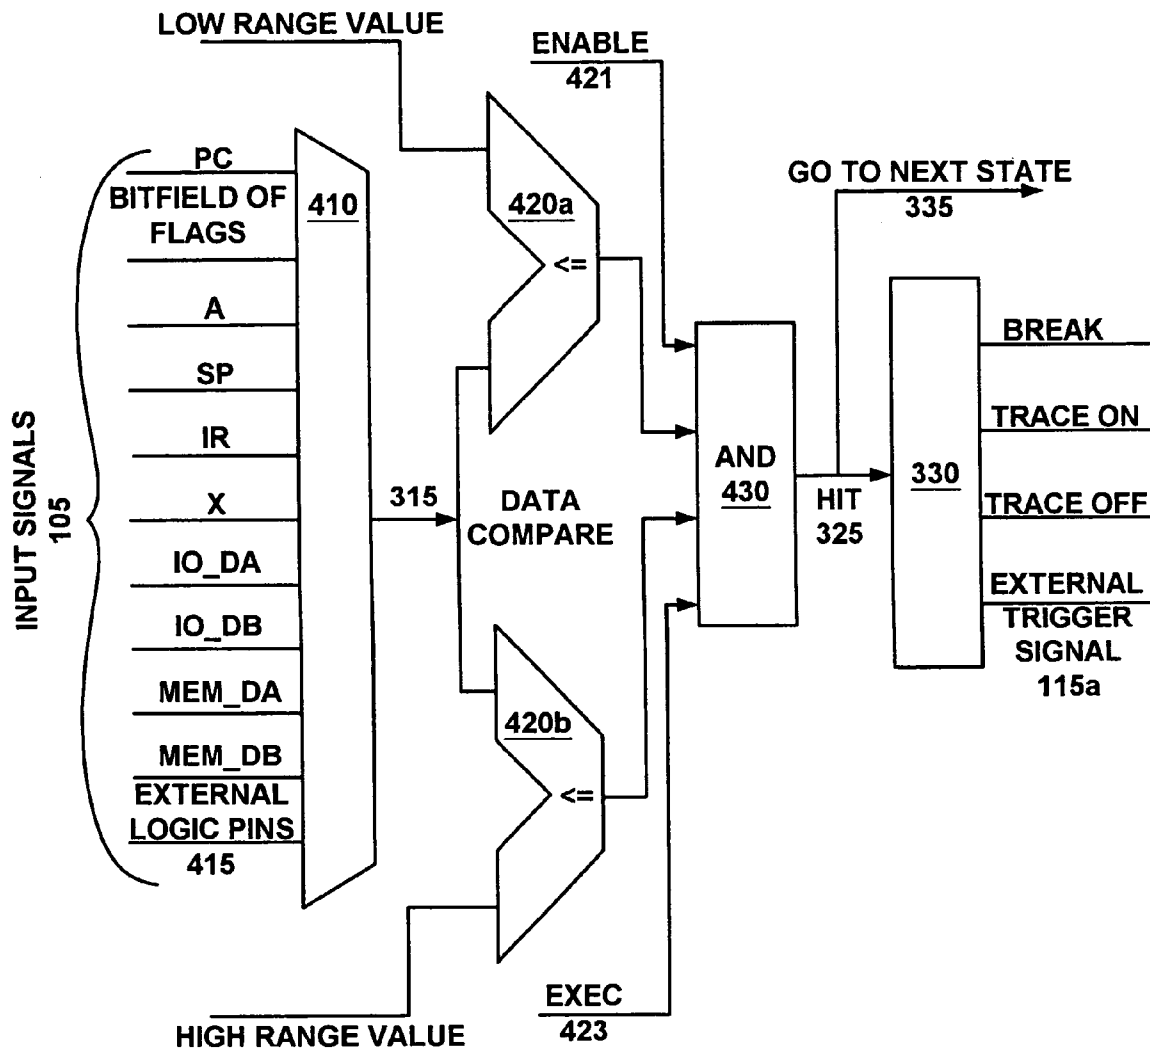 LOW RANGE VALUE
ENABLE
421
PC
BITFIELD OF
FLAGS
A
SP
IR
X
IO_DA
IO_DB
MEM_DA
MEM_DB
EXTERNAL
LOGIC PINS
415
INPUT SIGNALS
105
410
315
420a
<=
DATA
COMPARE
420b
<=
HIGH RANGE VALUE
EXEC
423
AND
430
HIT
325
GO TO NEXT STATE
335
330
BREAK
TRACE ON
TRACE OFF
EXTERNAL
TRIGGER
SIGNAL
115a